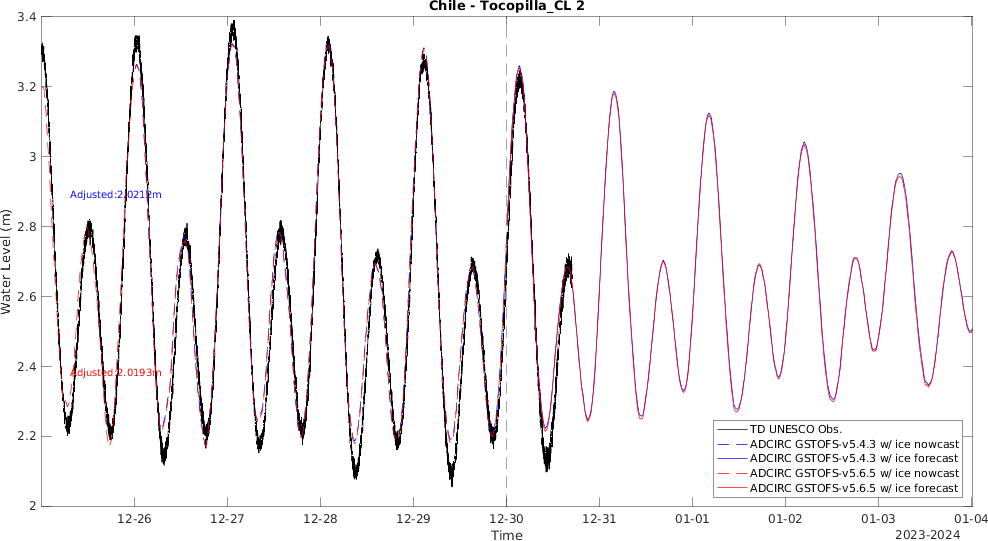 Chile - Tocopilla_CL 2
3.4
3.2
3
2.8
2.6
2.4
2.2
2
Water Level (m)
Adjusted:2.0212m
Adjusted:2.0193m
TD UNESCO Obs.
ADCIRC GSTOFS-v5.4.3 w/ ice nowcast
ADCIRC GSTOFS-v5.4.3 w/ ice forecast
ADCIRC GSTOFS-v5.6.5 w/ ice nowcast
ADCIRC GSTOFS-v5.6.5 w/ ice forecast
12-26 12-27 12-28 12-29 12-30 12-31 01-01 01-02 01-03 01-04
Time
2023-2024